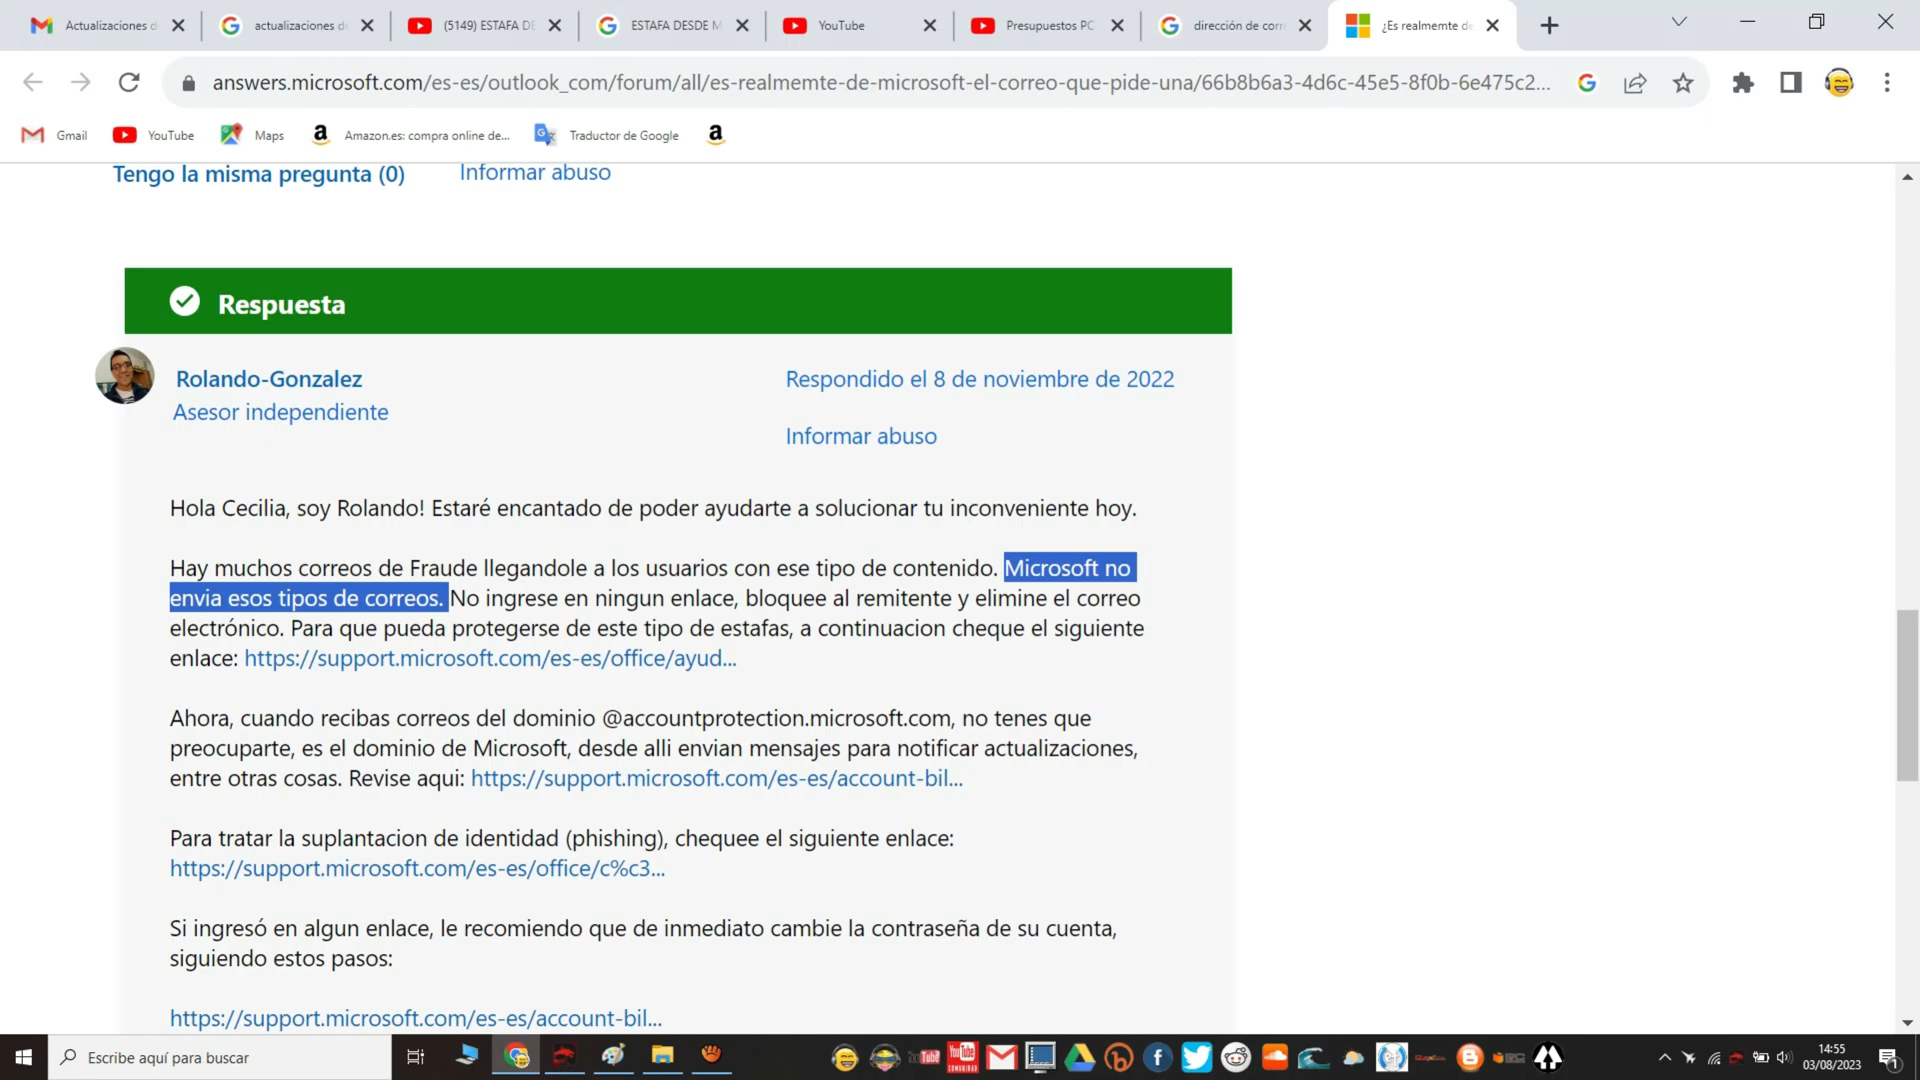 Actualizaciones d
actualizaciones d
(5149) ESTAFA DE
ESTAFA DESDE M
YouTube
Presupuestos PC
dirección de corr
¿Es realmemte de
answers.microsoft.com/es-es/outlook_com/forum/all/es-realmemte-de-microsoft-el-correo-que-pide-una/66b8b6a3-4d6c-45e5-8f0b-6e475c2...
Gmail
YouTube
Maps
Amazon.es: compra online de...
Traductor de Google
Tengo la misma pregunta (0)
Informar abuso
Respuesta
Rolando-Gonzalez
Asesor independiente
Respondido el 8 de noviembre de 2022
Informar abuso
Hola Cecilia, soy Rolando! Estaré encantado de poder ayudarte a solucionar tu inconveniente hoy.
Hay muchos correos de Fraude llegandole a los usuarios con ese tipo de contenido. Microsoft no
envia esos tipos de correos. No ingrese en ningun enlace, bloquee al remitente y elimine el correo
electrónico. Para que pueda protegerse de este tipo de estafas, a continuacion cheque el siguiente
enlace: https://support.microsoft.com/es-es/office/ayud...
Ahora, cuando recibas correos del dominio @accountprotection.microsoft.com, no tenes que
preocuparte, es el dominio de Microsoft, desde alli envian mensajes para notificar actualizaciones,
entre otras cosas. Revise aqui: https://support.microsoft.com/es-es/account-bil...
Para tratar la suplantacion de identidad (phishing), chequee el siguiente enlace:
https://support.microsoft.com/es-es/office/c%c3...
Si ingresó en algun enlace, le recomiendo que de inmediato cambie la contraseña de su cuenta,
siguiendo estos pasos:
https://support.microsoft.com/es-es/account-bil...
Escribe aquí para buscar
14:55
03/08/2023